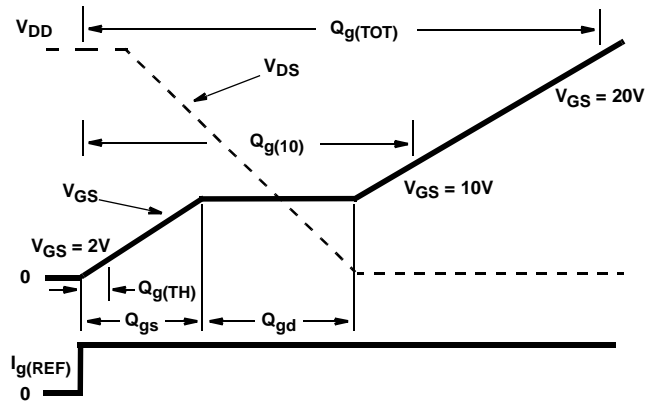 VDD
Qg(TOT)
VDS
VGS = 20V
Qg(10)
VGS = 10V
VGS
VGS = 2V
0
Qg(TH)
Qgs
Qgd
Ig(REF)
0